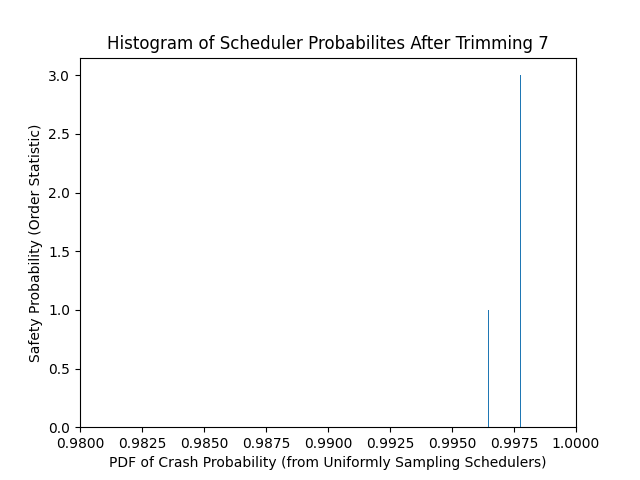 Histogram of Scheduler Probabilites After Trimming 7
3.0
2.5
2.0
1.5
1.0
0.5
0.0
Safety Probability (Order Statistic)
0.9800 0.9825 0.9850 0.9875 0.9900 0.9925 0.9950 0.9975 1.0000
PDF of Crash Probability (from Uniformly Sampling Schedulers)